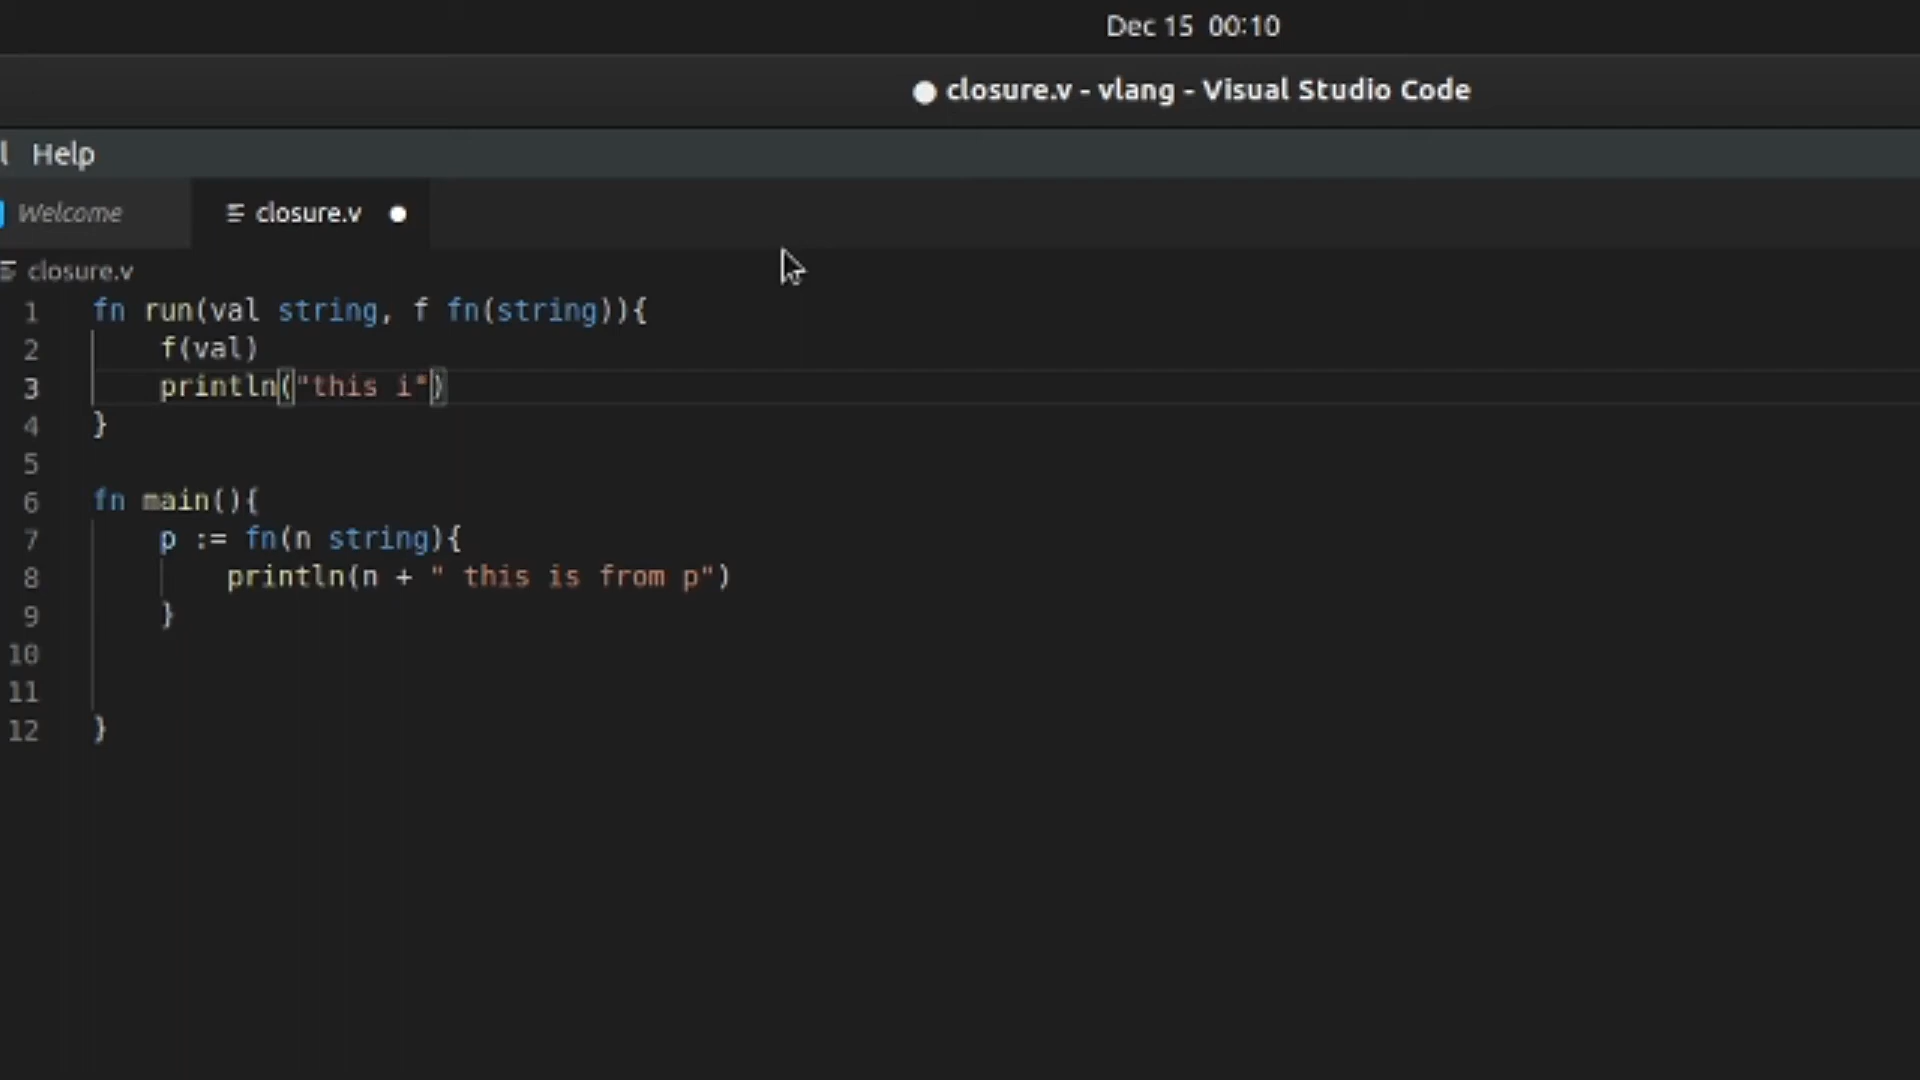 Dec 15 00:10
● closure.v - vlang - Visual Studio Code
l Help
Welcome closure.v
closure.v
1 fn run(val string, f fn(string)){
2 f(val)
3 println("this i")
4 }
5
6 fn main(){
7 p := fn(n string){
8 println(n + " this is from p")
9 }
10
11
12 }